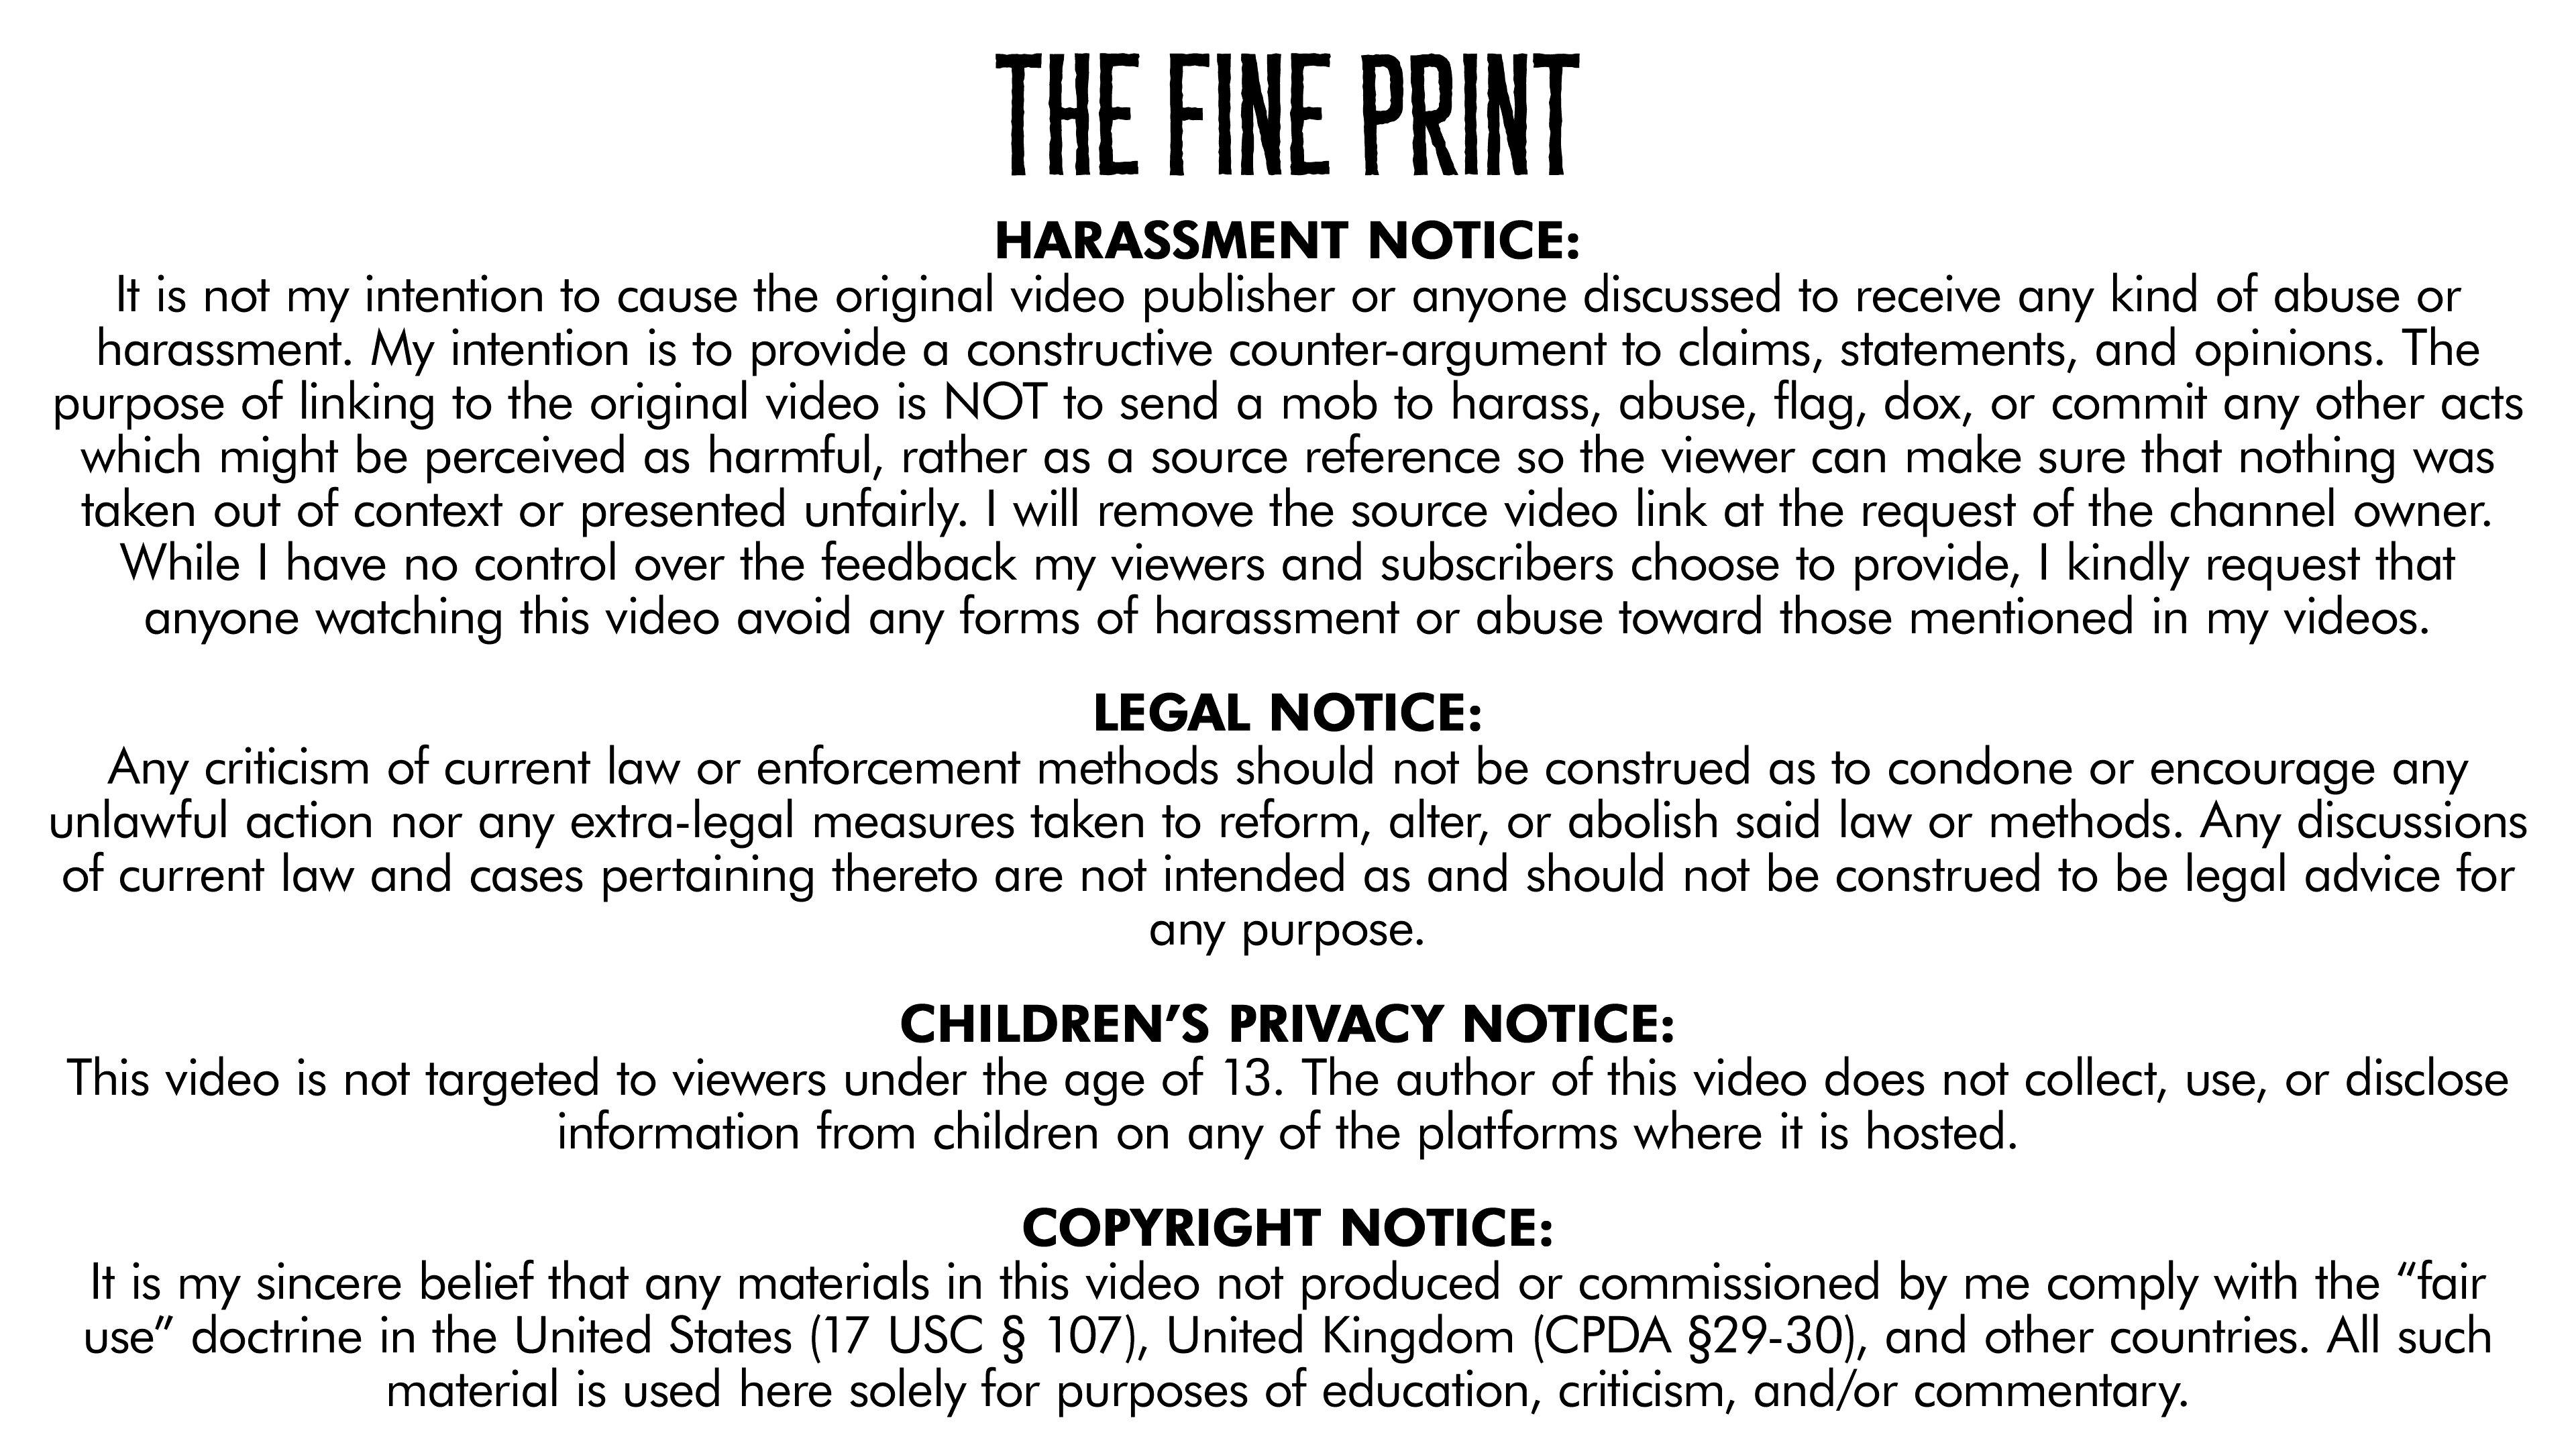 THE FINE PRINT
HARASSMENT NOTICE:
It is not my intention to cause the original video publisher or anyone discussed to receive any kind of abuse or
harassment. My intention is to provide a constructive counter-argument to claims, statements, and opinions. The
purpose of linking to the original video is NOT to send a mob to harass, abuse, flag, dox, or commit any other acts
which might be perceived as harmful, rather as a source reference so the viewer can make sure that nothing was
taken out of context or presented unfairly. I will remove the source video link at the request of the channel owner.
While I have no control over the feedback my viewers and subscribers choose to provide, I kindly request that
anyone watching this video avoid any forms of harassment or abuse toward those mentioned in my videos.
LEGAL NOTICE:
Any criticism of current law or enforcement methods should not be construed as to condone or encourage any
unlawful action nor any extra-legal measures taken to reform, alter, or abolish said law or methods. Any discussions
of current law and cases pertaining thereto are not intended as and should not be construed to be legal advice for
any purpose.
CHILDREN’S PRIVACY NOTICE:
This video is not targeted to viewers under the age of 13. The author of this video does not collect, use, or disclose
information from children on any of the platforms where it is hosted.
COPYRIGHT NOTICE:
It is my sincere belief that any materials in this video not produced or commissioned by me comply with the “fair
use” doctrine in the United States (17 USC § 107), United Kingdom (CPDA §29-30), and other countries. All such
material is used here solely for purposes of education, criticism, and/or commentary.